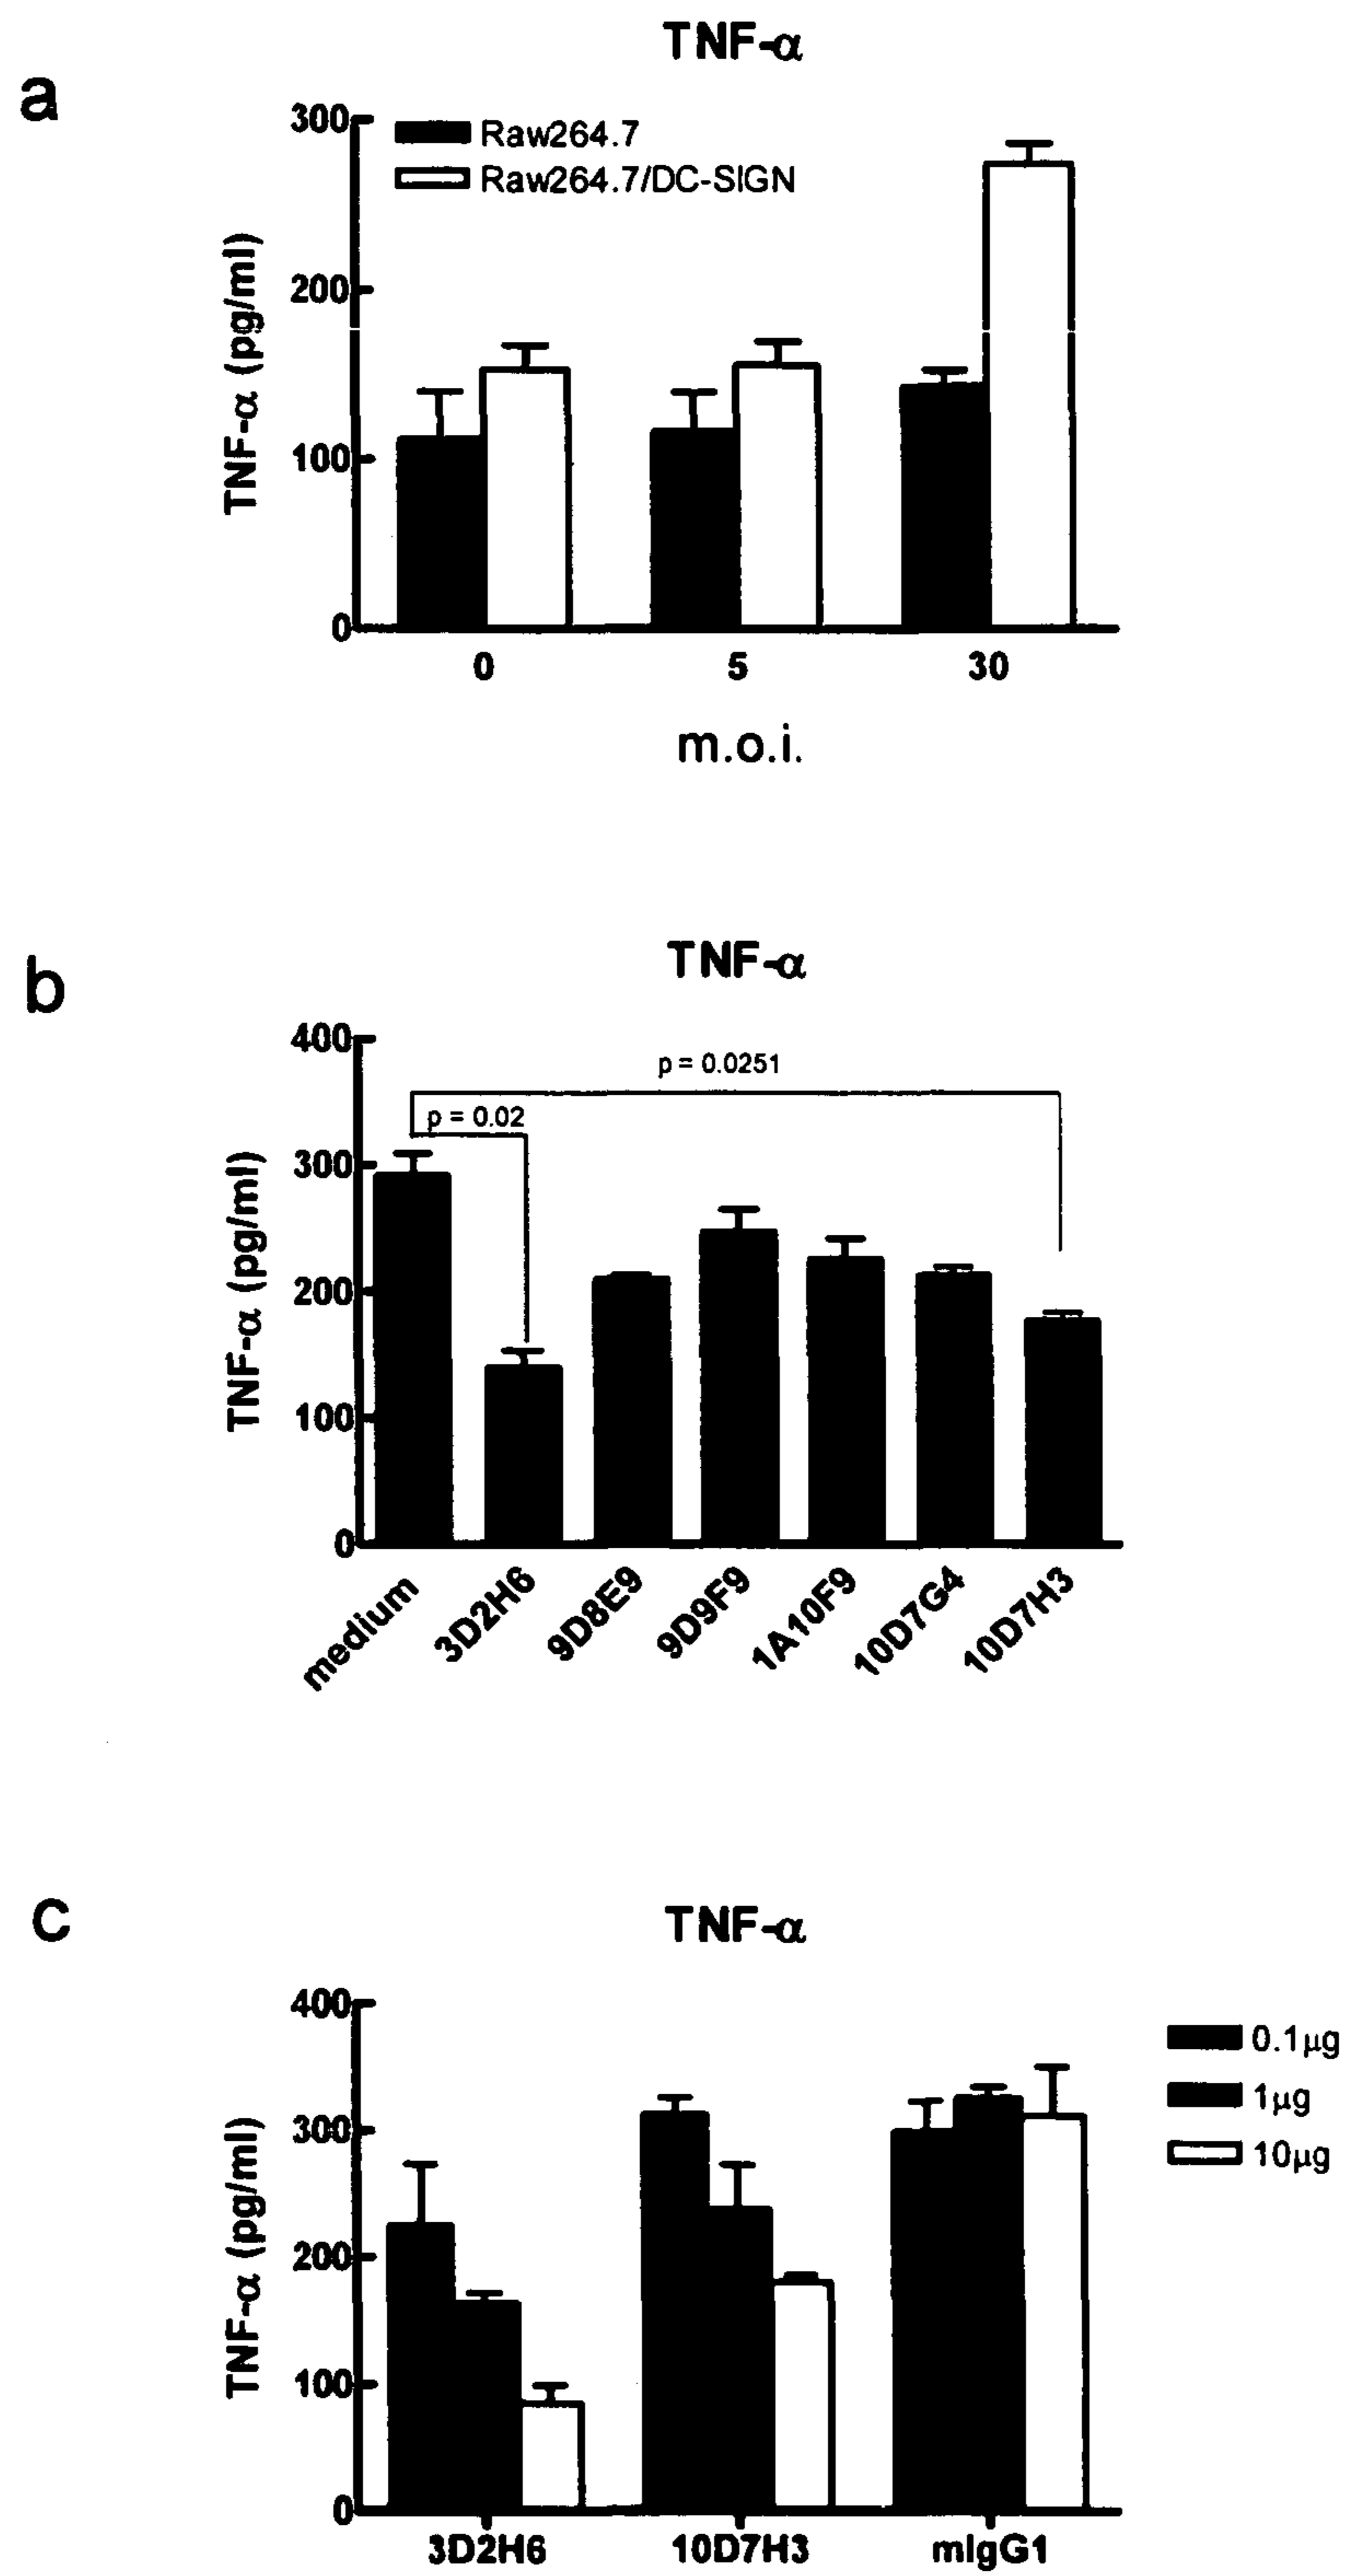 a
TNF-α
Raw264.7
Raw264.7/DC-SIGN
TNF-α (pg/ml)
300
200
100
0
0 5 30
m.o.i.
b
TNF-α
TNF-α (pg/ml)
400
300
200
100
0
p = 0.0251
p = 0.02
medium 3D2H6 9D8E9 9D9F9 1A10F9 10D7G4 10D7H3
c
TNF-α
TNF-α (pg/ml)
400
300
200
100
0
0.1µg
1µg
10µg
3D2H6 10D7H3 mIgG1